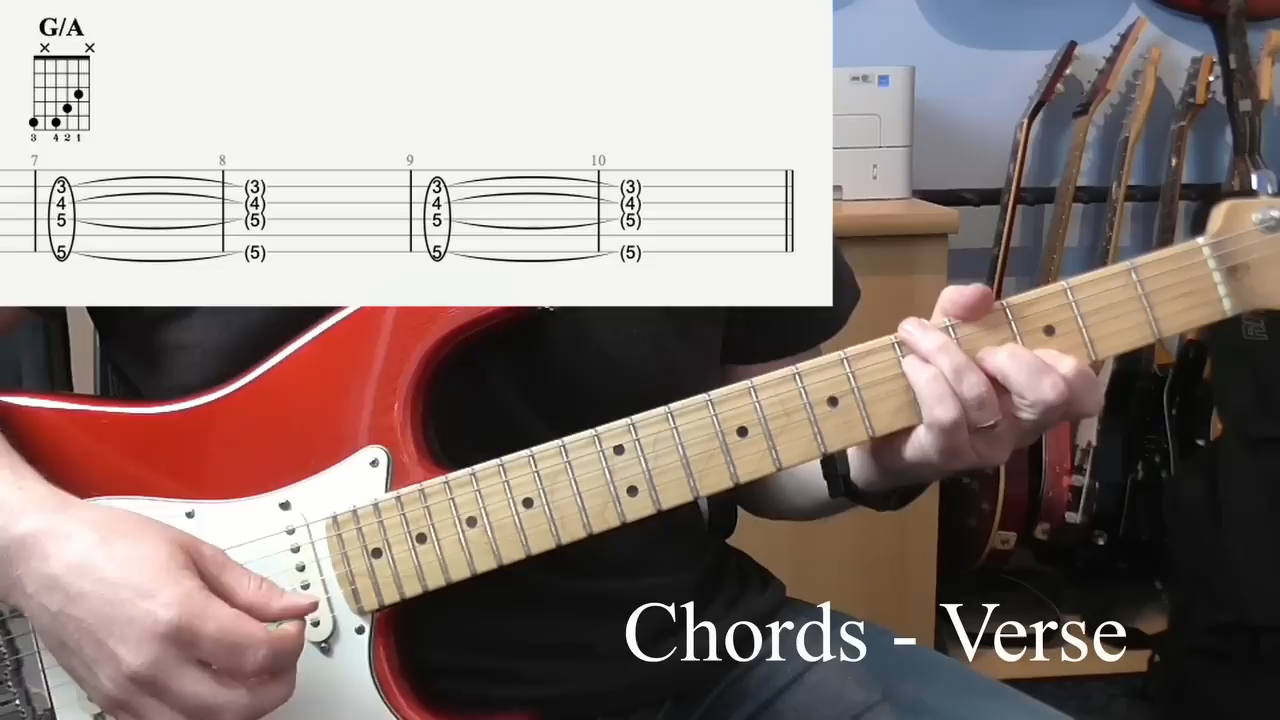 G/A
× ×
3 4 2 1
7 8 9 10
3 (3) 3 (3)
4 (4) 4 (4)
5 (5) 5 (5)
5 (5) 5 (5)
Chords - Verse